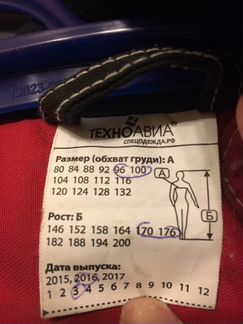 ТЕХНОАВИА®
СПЕЦОДЕЖДА.РФ
Размер (обхват груди): А
80 84 88 92 96 100
104 108 112 116
120 124 128 132
А
Б
Рост: Б
146 152 158 164 170 176
182 188 194 200
Дата выпуска:
2015, 2016, 2017
1 2 3 4 5 6 7 8 9 10 11 12